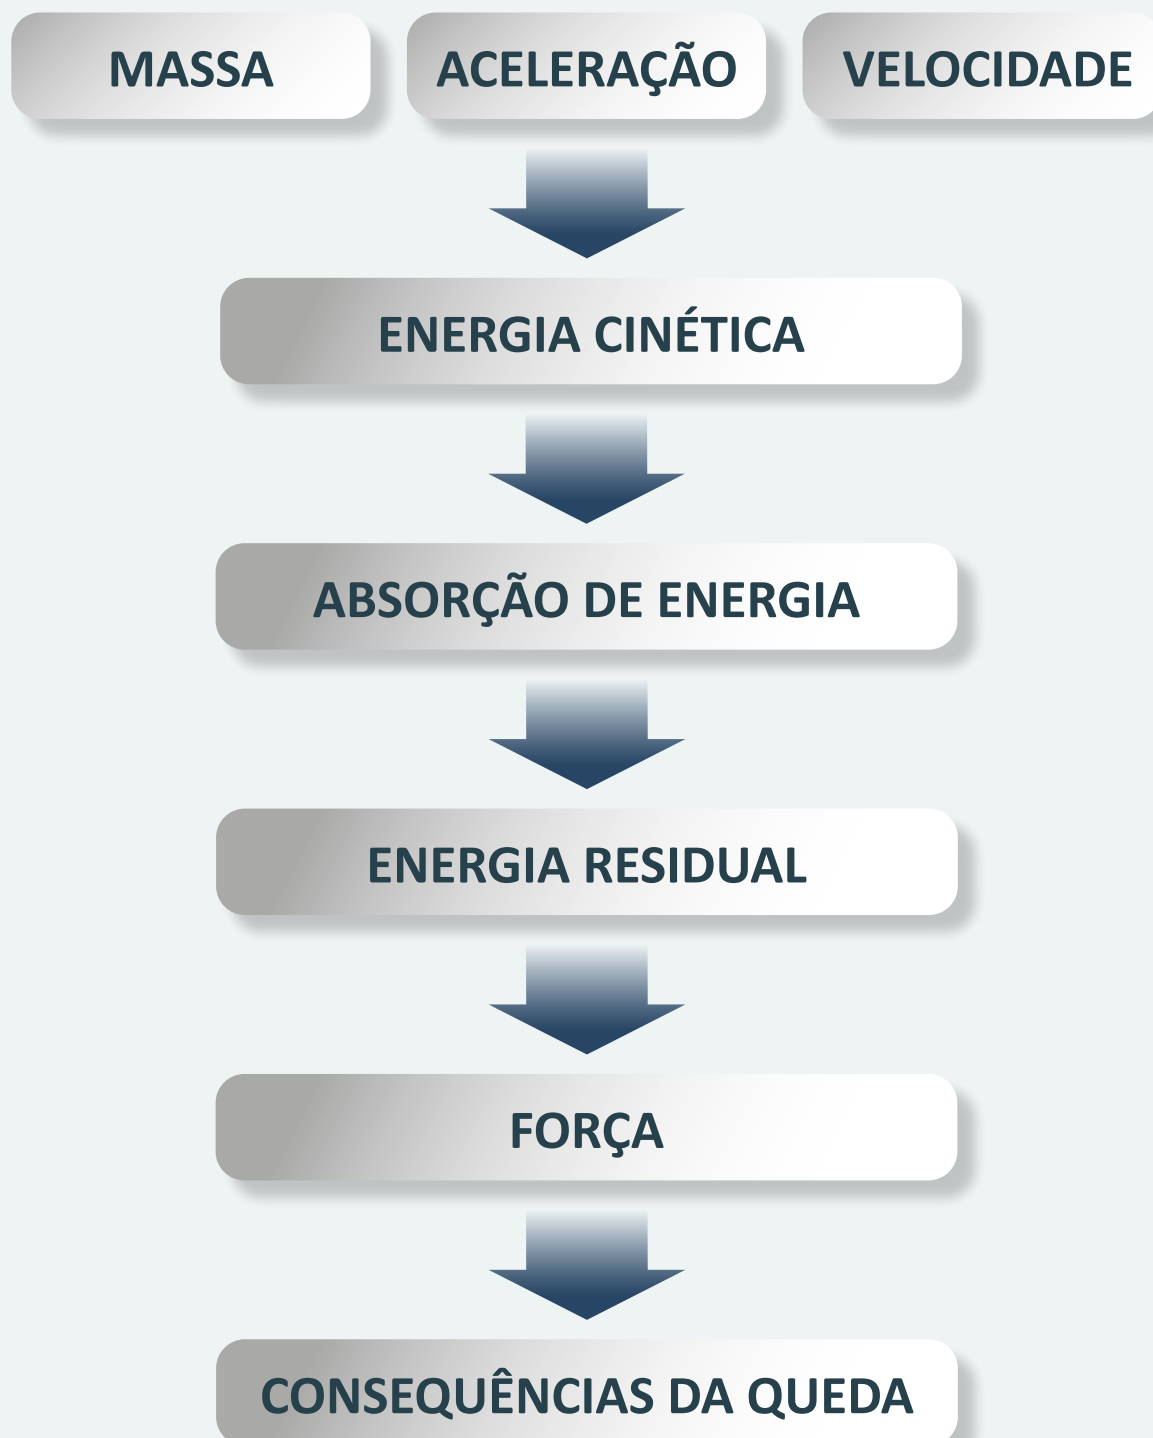 MASSA
ACELERAÇÃO
VELOCIDADE
ENERGIA CINÉTICA
ABSORÇÃO DE ENERGIA
ENERGIA RESIDUAL
FORÇA
CONSEQUÊNCIAS DA QUEDA